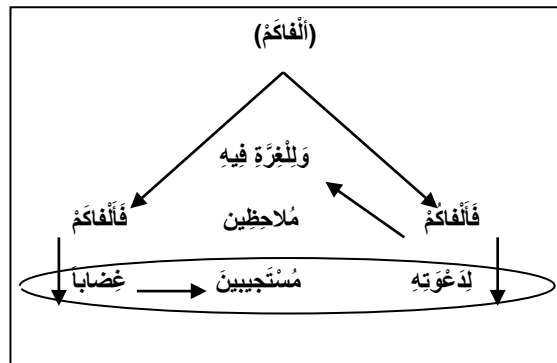 (أَلْفاكَمْ)
وَلِلْغِرَّةِ فِيهِ
فَأَلْفاكُمْ مُلاحِظِين فَأَلْفاكَمْ
لِدَعْوَتِهِ مُسْتَجيبينَ غِضاباً